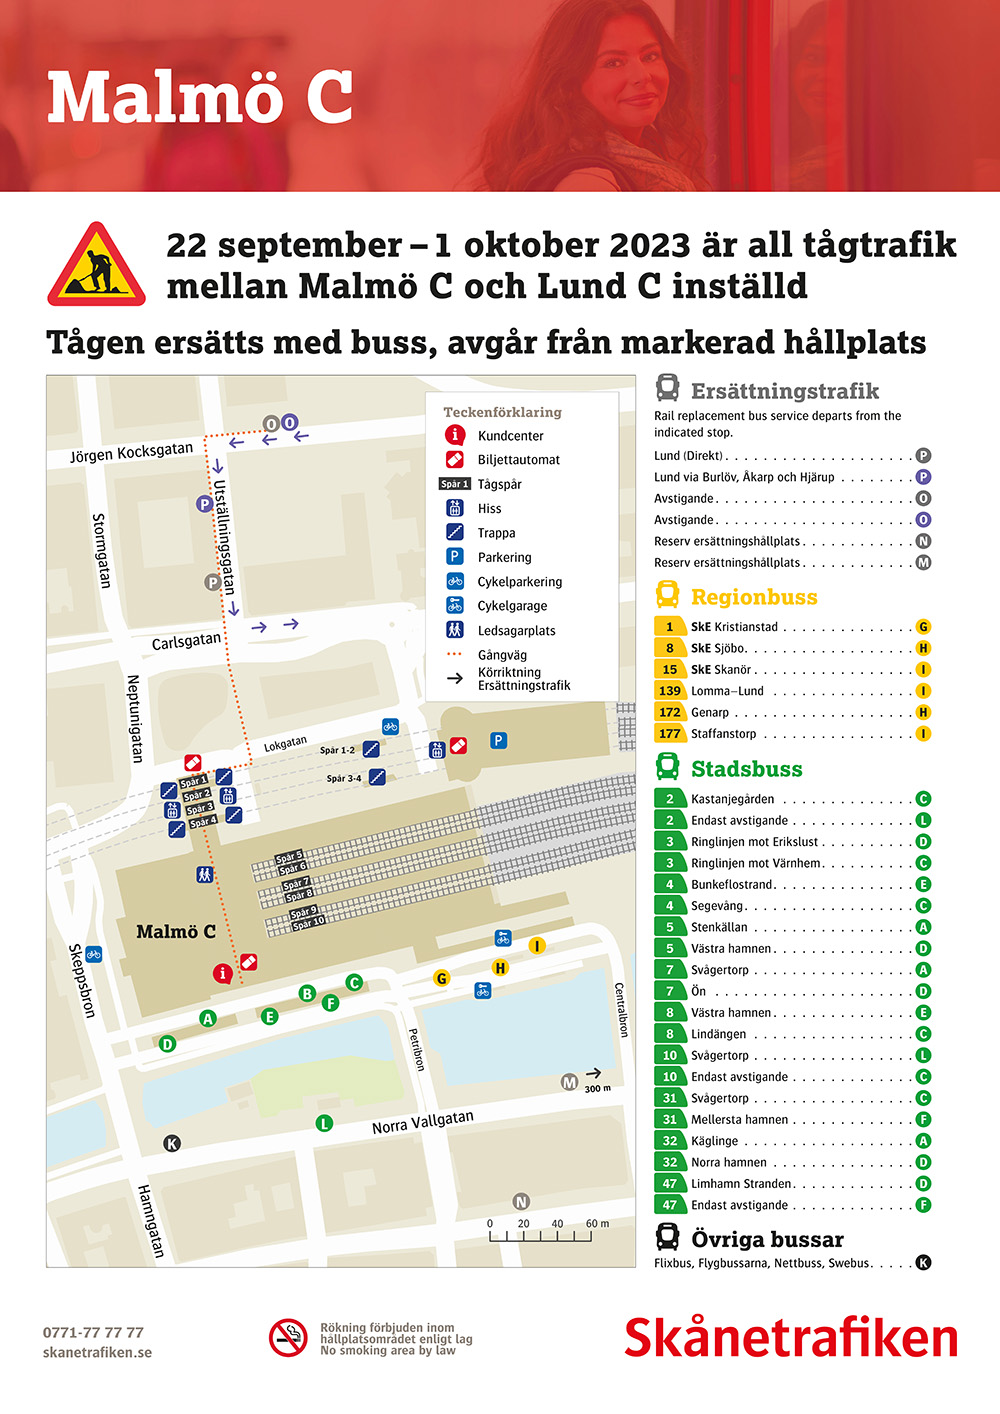 Malmö C
22 september – 1 oktober 2023 är all tågtrafik
mellan Malmö C och Lund C inställd
Tågen ersätts med buss, avgår från markerad hållplats
Teckenförklaring
Kundcenter
Biljettautomat
Spår 1 Tågspår
Hiss
Trappa
P Parkering
Cykelparkering
Cykelgarage
Ledsagarplats
Gångväg
Körriktning
Ersättningstrafik
O O
Jörgen Kocksgatan
P
Utställningsgatan
Stormgatan
P
Carlsgatan
Neptunigatan
Lokgatan
Spår 1-2
P
Spår 3-4
Spår 1
Spår 2
Spår 3
Spår 4
Spår 5
Spår 6
Spår 7
Spår 8
Spår 9
Spår 10
Malmö C
Skeppsbron
i
I
H
G
C
B
F
E
A
D
Centralbron
Petribron
M
300 m
L
Norra Vallgatan
K
Hamngatan
N
0 20 40 60 m
Ersättningstrafik
Rail replacement bus service departs from the
indicated stop.
Lund (Direkt) P
Lund via Burlöv, Åkarp och Hjärup P
Avstigande O
Avstigande O
Reserv ersättningshållplats N
Reserv ersättningshållplats M
Regionbuss
1 SkE Kristianstad G
8 SkE Sjöbo H
15 SkE Skanör I
139 Lomma–Lund I
172 Genarp H
177 Staffanstorp I
Stadsbuss
2 Kastanjegården C
2 Endast avstigande L
3 Ringlinjen mot Erikslust D
3 Ringlinjen mot Värnhem C
4 Bunkeflostrand E
4 Segevång C
5 Stenkällan A
5 Västra hamnen D
7 Svågertorp A
7 Ön D
8 Västra hamnen E
8 Lindängen C
10 Svågertorp L
10 Endast avstigande C
31 Svågertorp C
31 Mellersta hamnen F
32 Käglinge A
32 Norra hamnen D
47 Limhamn Stranden D
47 Endast avstigande F
Övriga bussar
Flixbus, Flygbussarna, Nettbuss, Swebus K
0771-77 77 77
skanetrafiken.se
Rökning förbjuden inom
hållplatsområdet enligt lag
No smoking area by law
Skånetrafiken